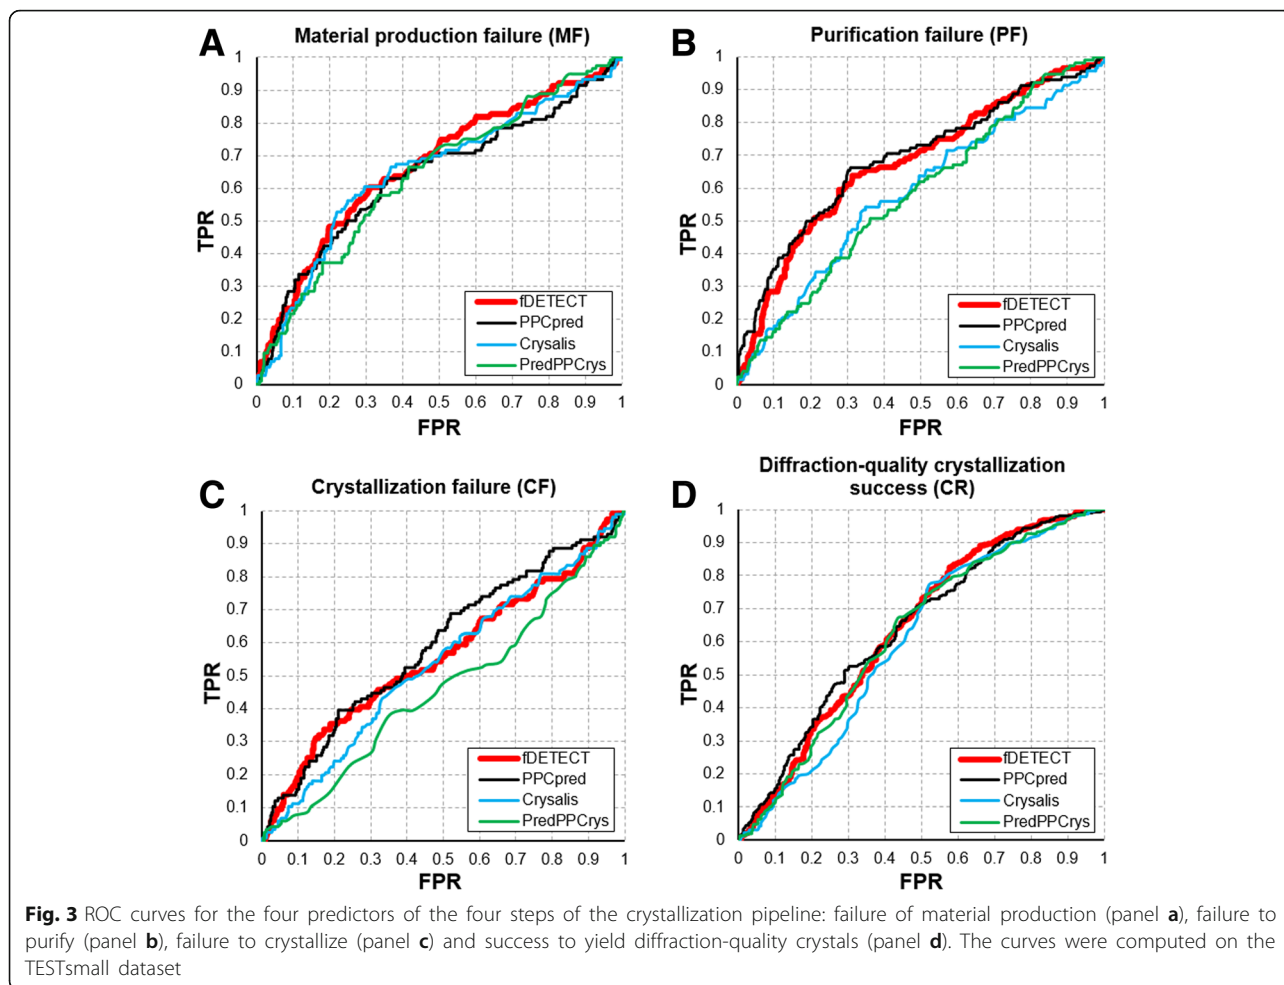 A
Material production failure (MF)
1
0.9
0.8
0.7
0.6
0.5
0.4
0.3
0.2
0.1
0
TPR
fDETECT
PPCpred
Crysalis
PredPPCrys
0 0.1 0.2 0.3 0.4 0.5 0.6 0.7 0.8 0.9 1
FPR
B
Purification failure (PF)
1
0.9
0.8
0.7
0.6
0.5
0.4
0.3
0.2
0.1
0
TPR
fDETECT
PPCpred
Crysalis
PredPPCrys
0 0.1 0.2 0.3 0.4 0.5 0.6 0.7 0.8 0.9 1
FPR
C
Crystallization failure (CF)
1
0.9
0.8
0.7
0.6
0.5
0.4
0.3
0.2
0.1
0
TPR
fDETECT
PPCpred
Crysalis
PredPPCrys
0 0.1 0.2 0.3 0.4 0.5 0.6 0.7 0.8 0.9 1
FPR
D
Diffraction-quality crystallization
success (CR)
1
0.9
0.8
0.7
0.6
0.5
0.4
0.3
0.2
0.1
0
TPR
fDETECT
PPCpred
Crysalis
PredPPCrys
0 0.1 0.2 0.3 0.4 0.5 0.6 0.7 0.8 0.9 1
FPR
Fig. 3 ROC curves for the four predictors of the four steps of the crystallization pipeline: failure of material production (panel a), failure to
purify (panel b), failure to crystallize (panel c) and success to yield diffraction-quality crystals (panel d). The curves were computed on the
TESTsmall dataset